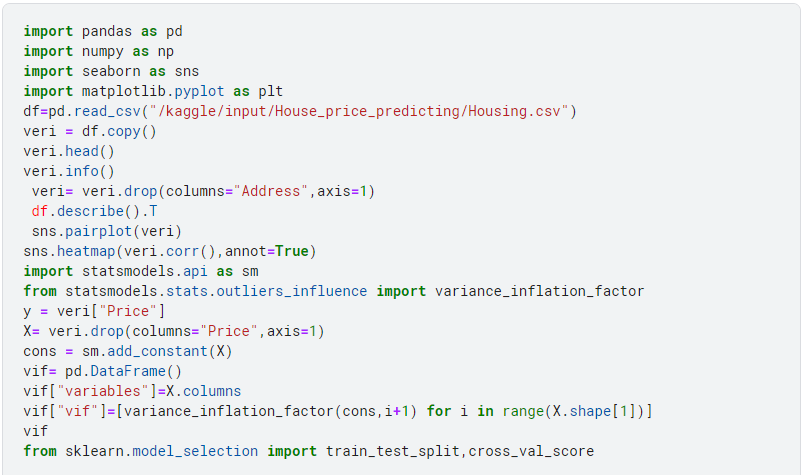 import pandas as pd
import numpy as np
import seaborn as sns
import matplotlib.pyplot as plt
df=pd.read_csv("/kaggle/input/House_price_predicting/Housing.csv")
veri = df.copy()
veri.head()
veri.info()
 veri= veri.drop(columns="Address",axis=1)
 df.describe().T
 sns.pairplot(veri)
sns.heatmap(veri.corr(),annot=True)
import statsmodels.api as sm
from statsmodels.stats.outliers_influence import variance_inflation_factor
y = veri["Price"]
X= veri.drop(columns="Price",axis=1)
cons = sm.add_constant(X)
vif= pd.DataFrame()
vif["variables"]=X.columns
vif["vif"]=[variance_inflation_factor(cons,i+1) for i in range(X.shape[1])]
vif
from sklearn.model_selection import train_test_split,cross_val_score